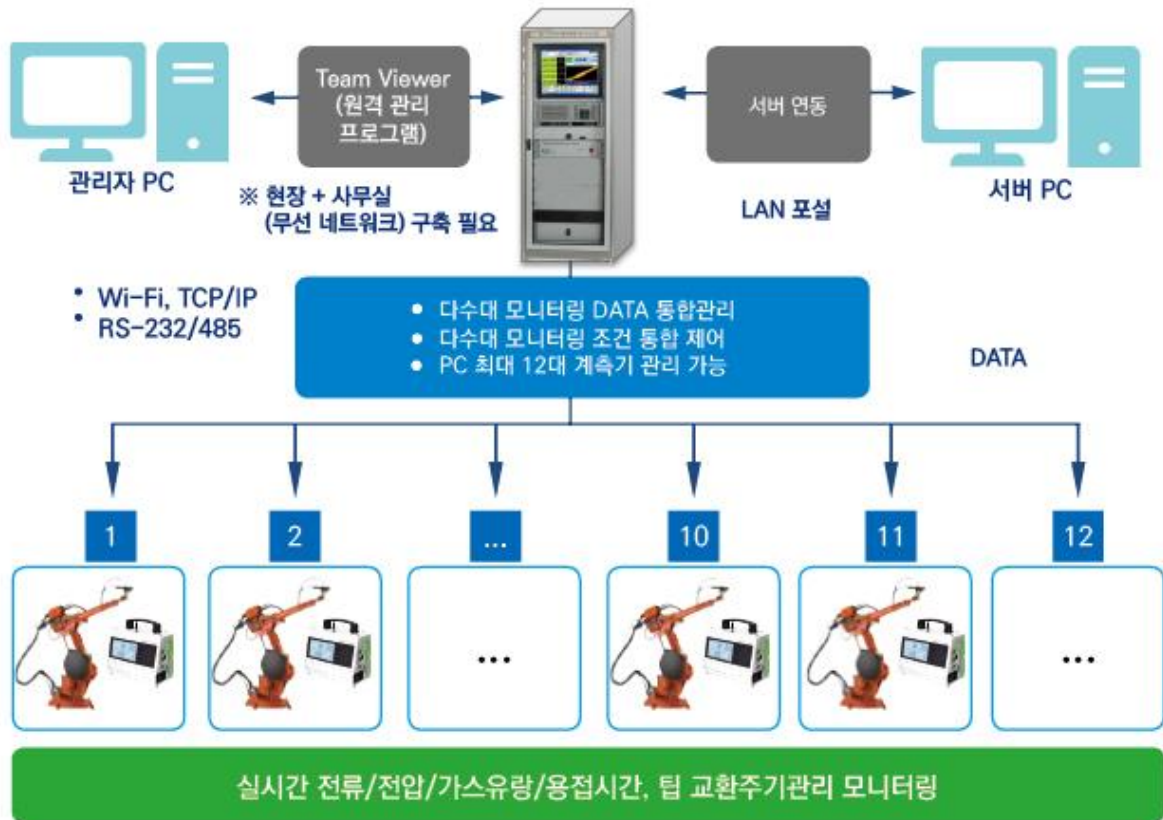 Team Viewer
(원격 관리
프로그램)
서버 연동
관리자 PC
※ 현장 + 사무실
(무선 네트워크) 구축 필요
LAN 포설
서버 PC
• Wi-Fi, TCP/IP
• RS-232/485
• 다수대 모니터링 DATA 통합관리
• 다수대 모니터링 조건 통합 제어
• PC 최대 12대 계측기 관리 가능
DATA
1
2
...
10
11
12
...
...
실시간 전류/전압/가스유량/용접시간, 팁 교환주기관리 모니터링